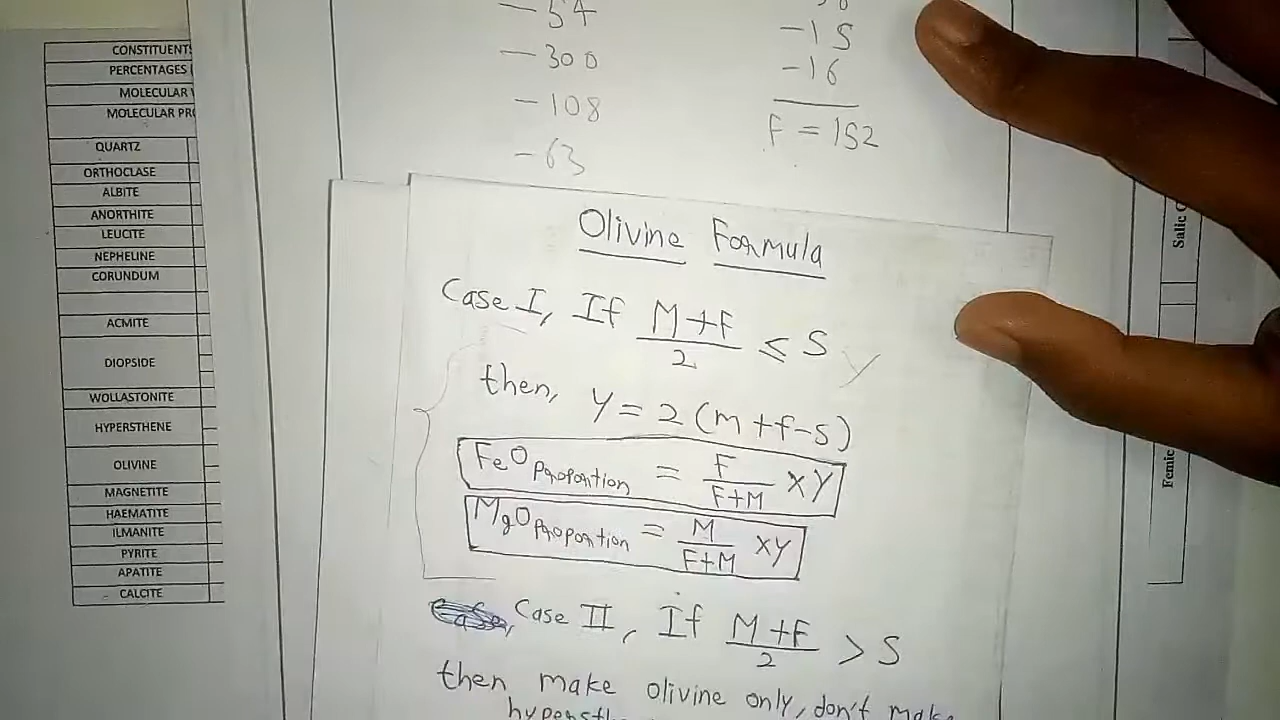 -54
-300
-108
-63
-15
-16
F = 152
CONSTITUENTS
PERCENTAGES
MOLECULAR
MOLECULAR PRO
QUARTZ
ORTHOCLASE
ALBITE
ANORTHITE
LEUCITE
NEPHELINE
CORUNDUM
ACMITE
DIOPSIDE
WOLLASTONITE
HYPERSTHENE
OLIVINE
MAGNETITE
HAEMATITE
ILMANITE
PYRITE
APATITE
CALCITE
Olivine Formula
Case I, If M+F/2 ≤ S
y
then, Y = 2 (m+f-s)
FeO Proportion = F/F+M × Y
MgO Proportion = M/F+M × Y
Case II, If M+F/2 > S
then make olivine only, don't make
Salic
Femic